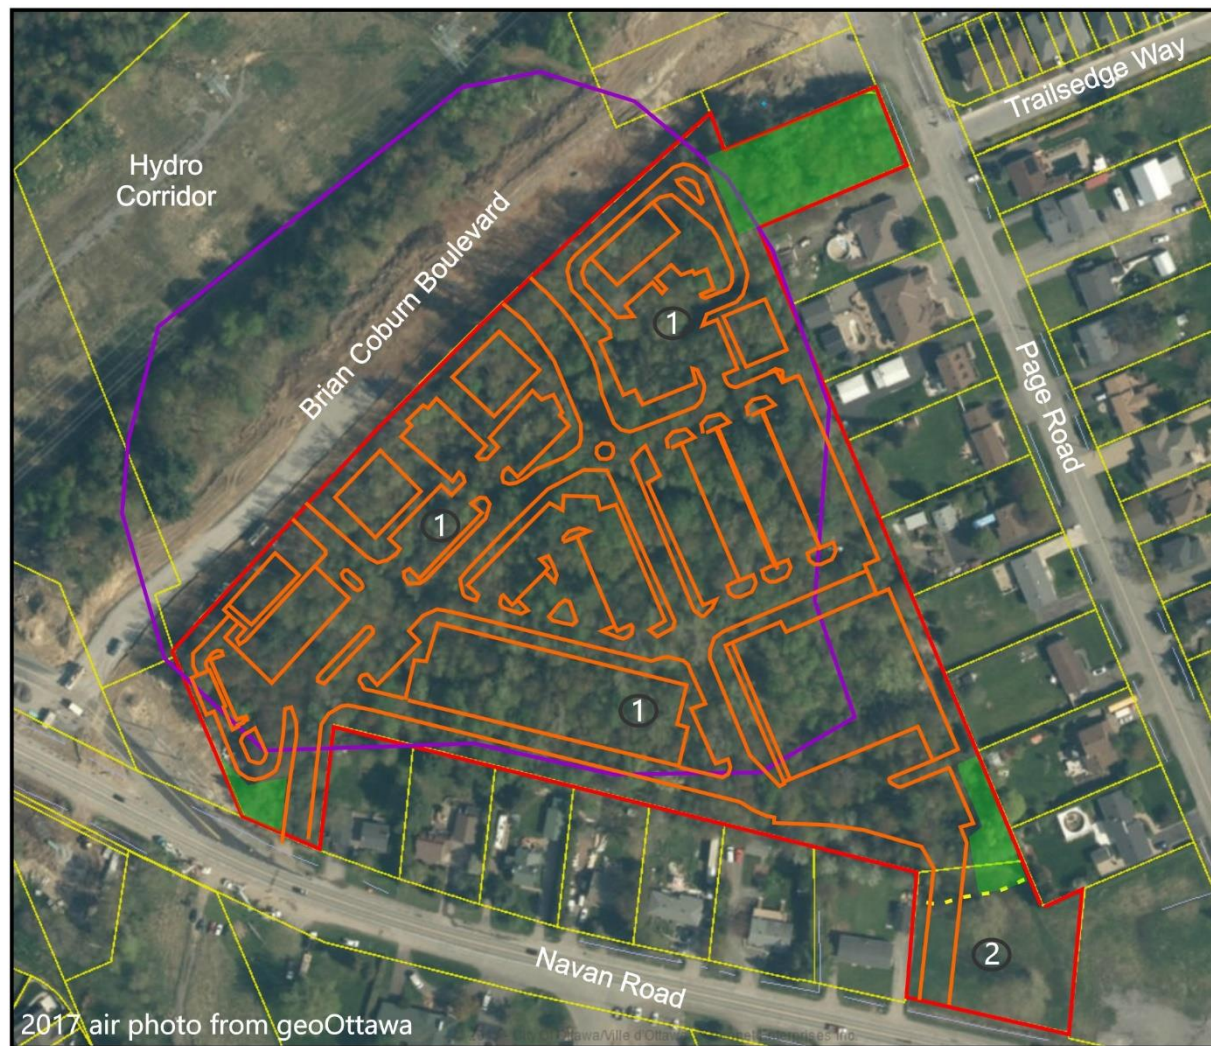 Trailsedge Way
Hydro
Corridor
Brian Coburn Boulevard
1
Page Road
1
1
Navan Road
2
2017 air photo from geoOttawa